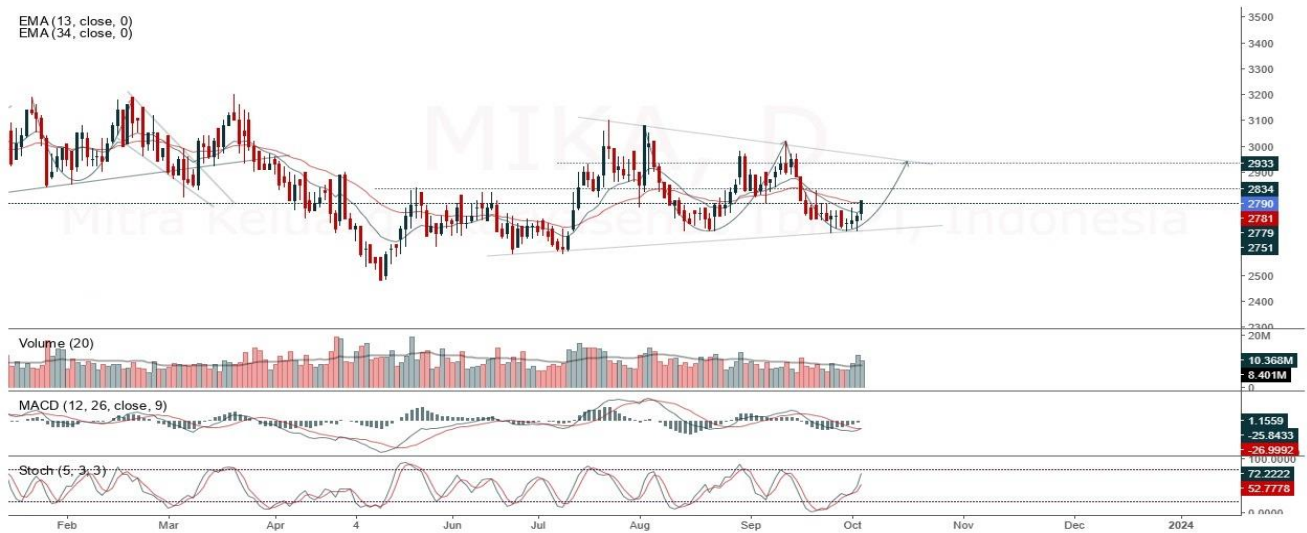 EMA (13, close, 0)
EMA (34, close, 0)
MIKA, D
Indonesia
3500
3400
3300
3200
3100
3000
2933
2900
2834
2790
2781
2779
2751
2500
2400
2300
Volume (20)
20M
10.368M
8.401M
0
MACD (12, 26, close, 9)
1.1559
-25.8433
-26.9992
Stoch (5, 3, 3)
100.0000
72.2222
52.7778
0.0000
Feb
Mar
Apr
4
Jun
Jul
Aug
Sep
Oct
Nov
Dec
2024